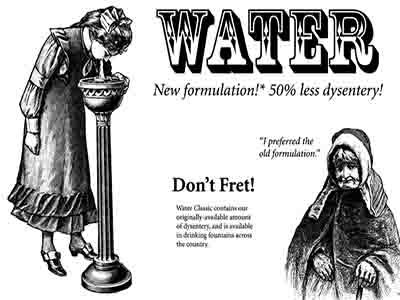 WATER
New formulation!* 50% less dysentery!
"I preferred the
old formulation."
Don't Fret!
Water Classic contains our
originally-available amount
of dysentery, and is available
in drinking fountains across
the country.